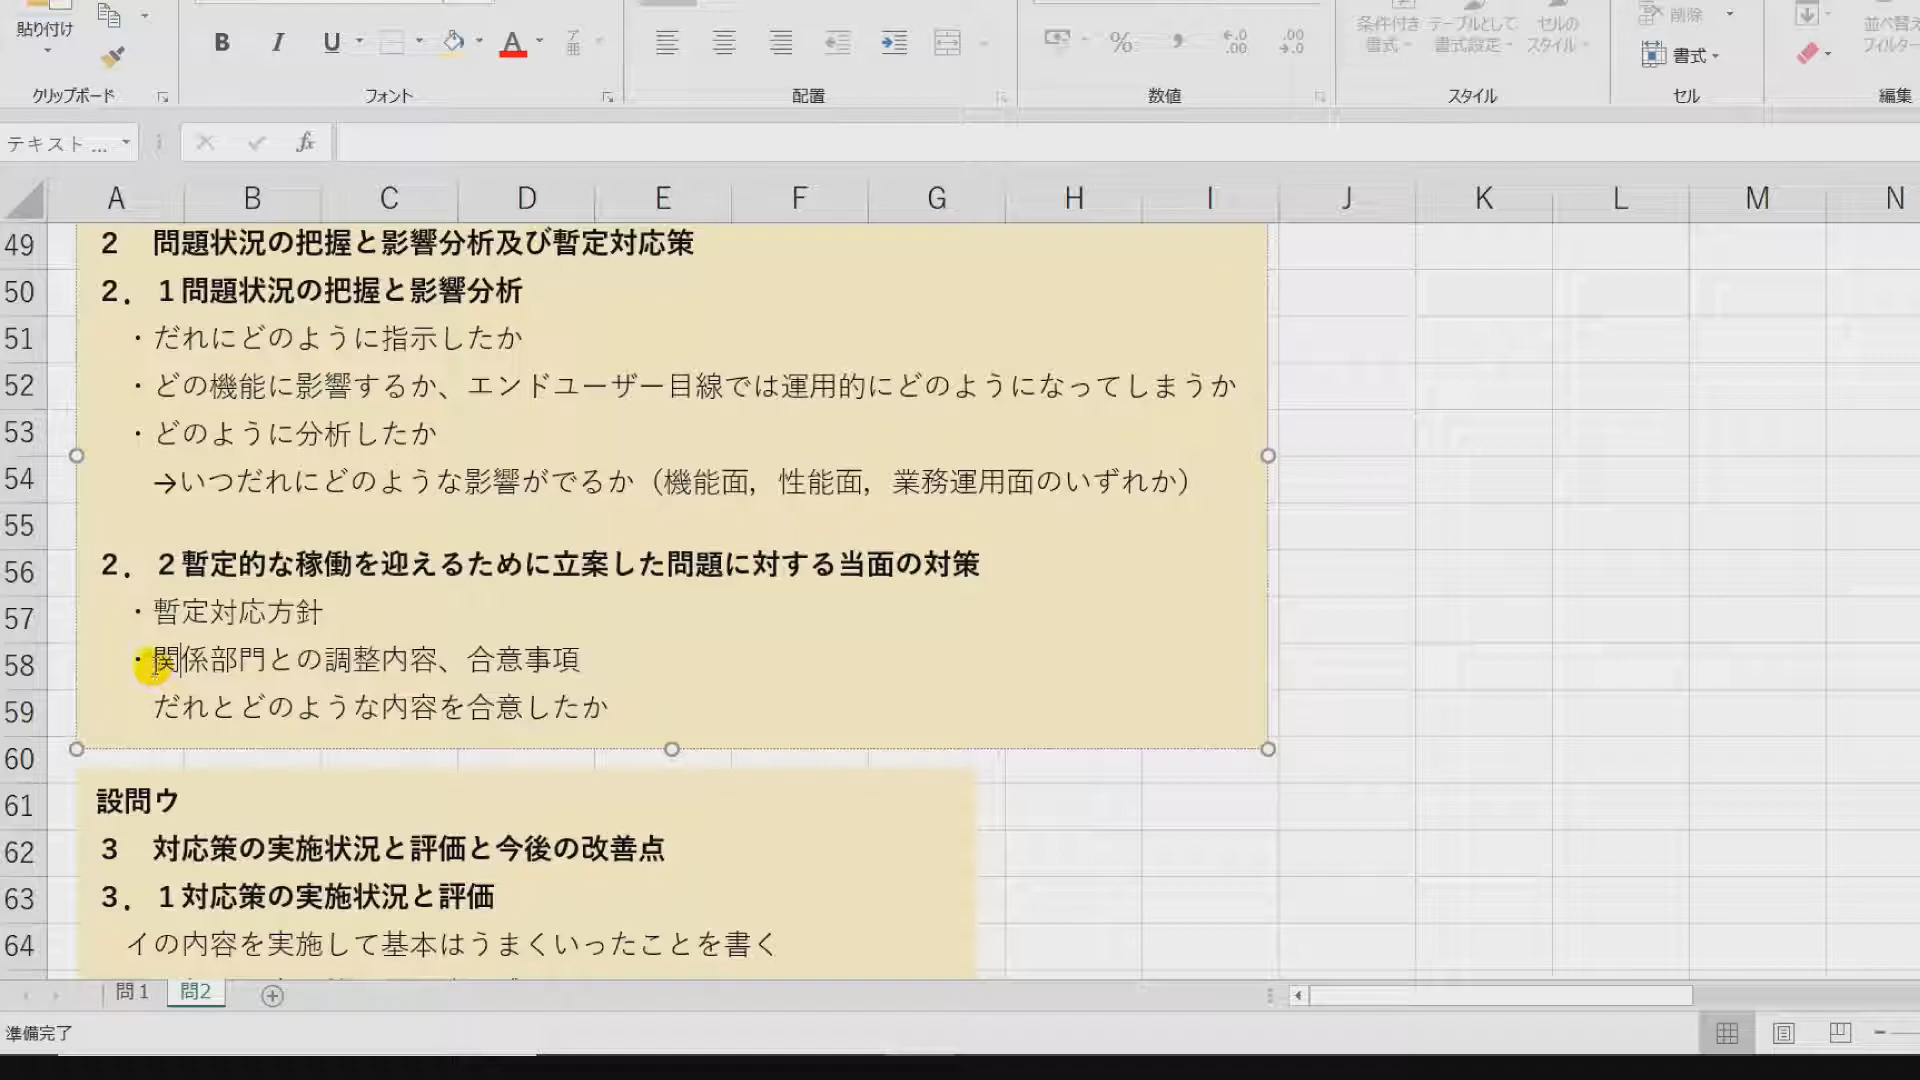 貼り付け
B I U A 亜
% 条件付き テーブルとして セルの
書式 書式設定 スタイル
削除
書式
並べ替え
フィルター
クリップボード フォント 配置 数値 スタイル セル 編集
テキスト ... fx
A B C D E F G H I J K L M N
49 2 問題状況の把握と影響分析及び暫定対応策
50 2．1問題状況の把握と影響分析
51 ・だれにどのように指示したか
52 ・どの機能に影響するか、エンドユーザー目線では運用的にどのようになってしまうか
53 ・どのように分析したか
54 →いつだれにどのような影響がでるか（機能面，性能面，業務運用面のいずれか）
55
56 2．2暫定的な稼働を迎えるために立案した問題に対する当面の対策
57 ・暫定対応方針
58 ・関係部門との調整内容、合意事項
59 だれとどのような内容を合意したか
60
61 設問ウ
62 3 対応策の実施状況と評価と今後の改善点
63 3．1対応策の実施状況と評価
64 イの内容を実施して基本はうまくいったことを書く
問1 問2
準備完了